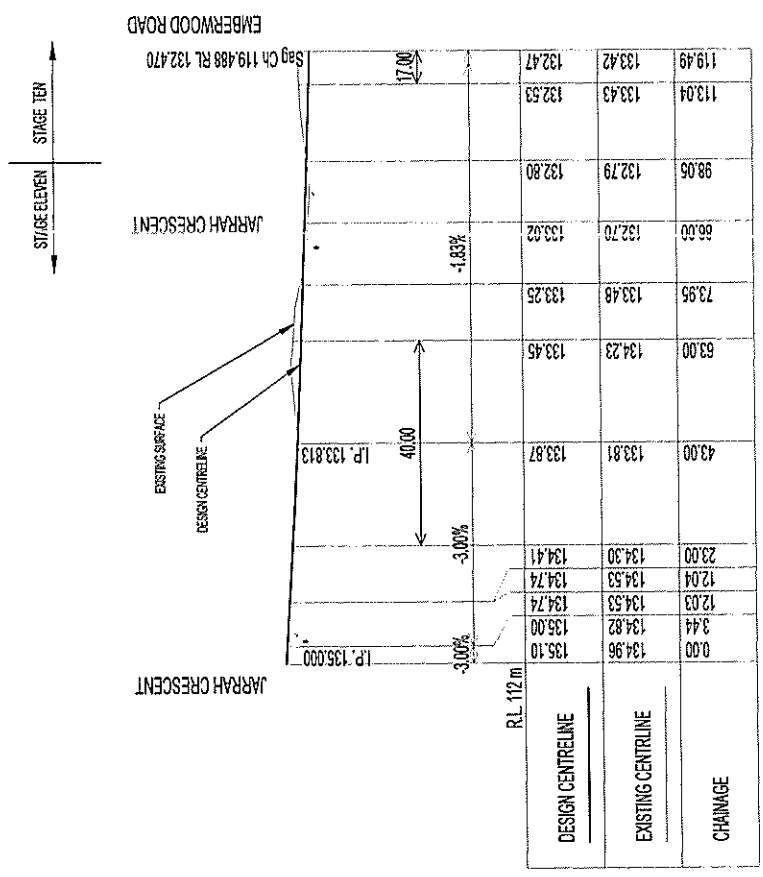 EMBERWOOD ROAD
STAGE ELEVEN
STAGE TEN
Sag Ch 119.488 RL 132.470
JARRAH CRESCENT
JARRAH CRESCENT
EXISTING SURFACE
DESIGN CENTRELINE
I.P. 135.000
I.P. 133.813
40.00
17.00
-3.00%
-3.00%
-1.83%
R.L. 112 m
DESIGN CENTRELINE 135.10 135.00 134.74 134.74 134.41 133.87 133.45 133.25 133.02 132.80 132.53 132.47
EXISTING CENTRLINE 134.96 134.82 134.53 134.53 134.30 133.81 134.23 133.48 132.70 132.79 133.43 133.42
CHAINAGE 0.00 3.44 12.03 12.04 23.00 43.00 63.00 73.95 86.00 98.05 113.04 119.49